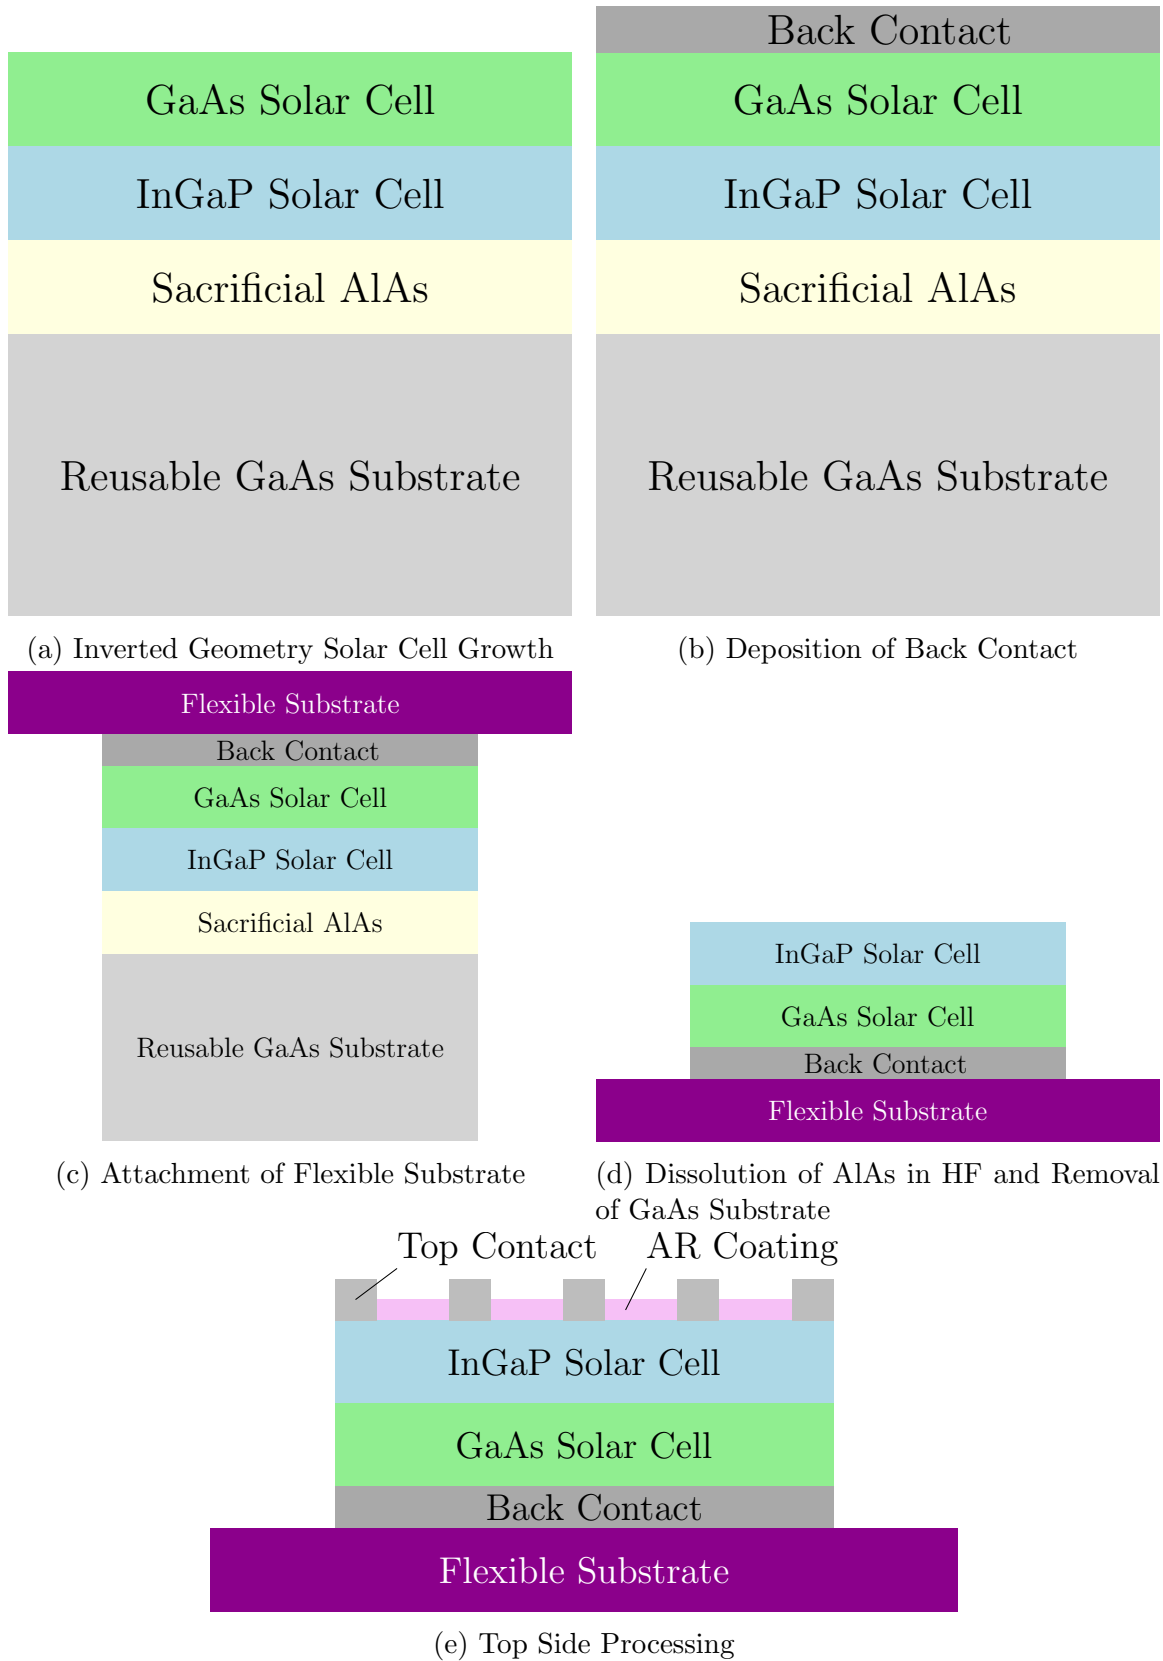 GaAs Solar Cell
InGaP Solar Cell
Sacrificial AlAs
Reusable GaAs Substrate
(a) Inverted Geometry Solar Cell Growth
Back Contact
GaAs Solar Cell
InGaP Solar Cell
Sacrificial AlAs
Reusable GaAs Substrate
(b) Deposition of Back Contact
Flexible Substrate
Back Contact
GaAs Solar Cell
InGaP Solar Cell
Sacrificial AlAs
Reusable GaAs Substrate
(c) Attachment of Flexible Substrate
InGaP Solar Cell
GaAs Solar Cell
Back Contact
Flexible Substrate
(d) Dissolution of AlAs in HF and Removal
of GaAs Substrate
Top Contact
AR Coating
InGaP Solar Cell
GaAs Solar Cell
Back Contact
Flexible Substrate
(e) Top Side Processing